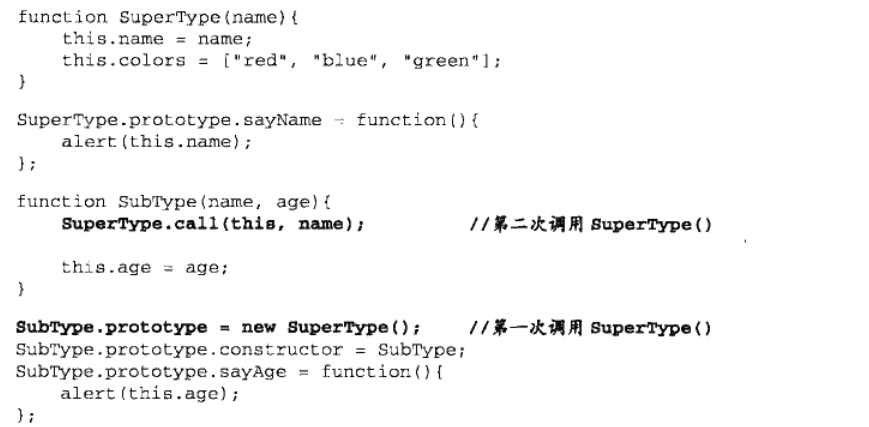 function SuperType(name){
    this.name = name;
    this.colors = ["red", "blue", "green"];
}
SuperType.prototype.sayName = function(){
    alert(this.name);
};
function SubType(name, age){
    SuperType.call(this, name);          //第二次调用 SuperType()
    this.age = age;
}
SubType.prototype = new SuperType();    //第一次调用 SuperType()
SubType.prototype.constructor = SubType;
SubType.prototype.sayAge = function(){
    alert(this.age);
};